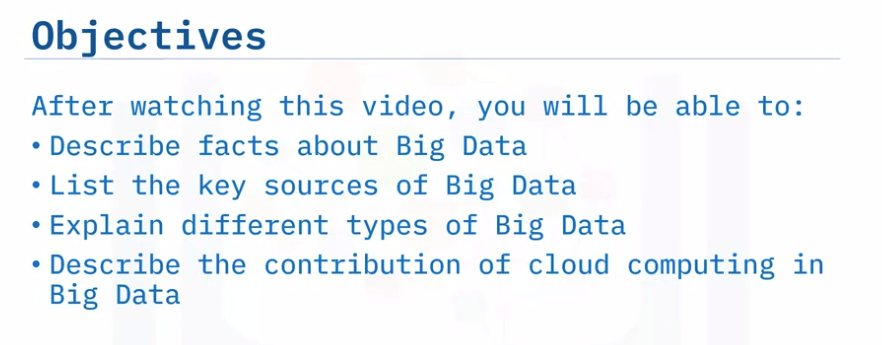 Objectives
After watching this video, you will be able to:
• Describe facts about Big Data
• List the key sources of Big Data
• Explain different types of Big Data
• Describe the contribution of cloud computing in
Big Data